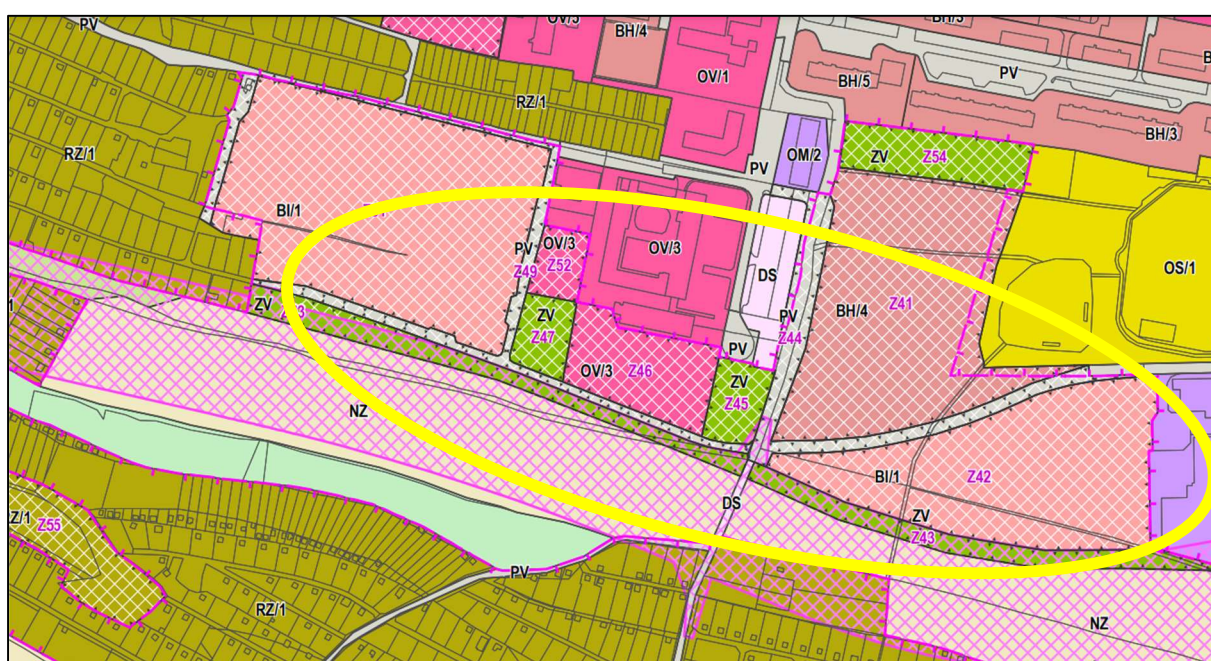 PV
OV/3
BH/4
BH/3
OV/1
PV
BH/5
RZ/1
BH/3
RZ/1
OM/2
ZV Z54
PV
BI/1
PV
OV/3
Z49
Z52
OV/3
DS
OS/1
Z41
BH/4
ZV
ZV
Z47
PV
Z44
PV
OV/3
Z46
ZV
Z45
NZ
BI/1
Z42
DS
ZV
Z43
Z55
PV
RZ/1
NZ